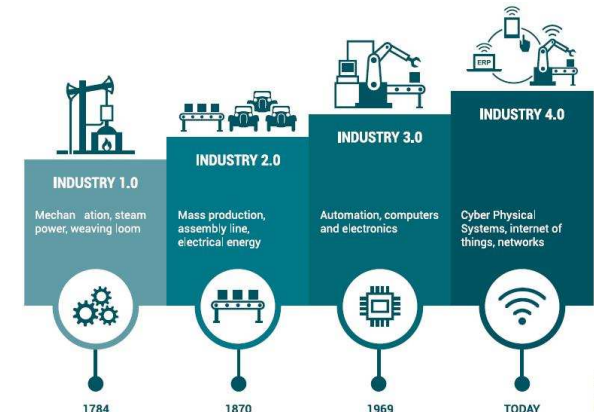 ERP
INDUSTRY 1.0
Mechan ation, steam
power, weaving loom
1784
INDUSTRY 2.0
Mass production,
assembly line,
electrical energy
1870
INDUSTRY 3.0
Automation, computers
and electronics
1969
INDUSTRY 4.0
Cyber Physical
Systems, internet of
things, networks
TODAY